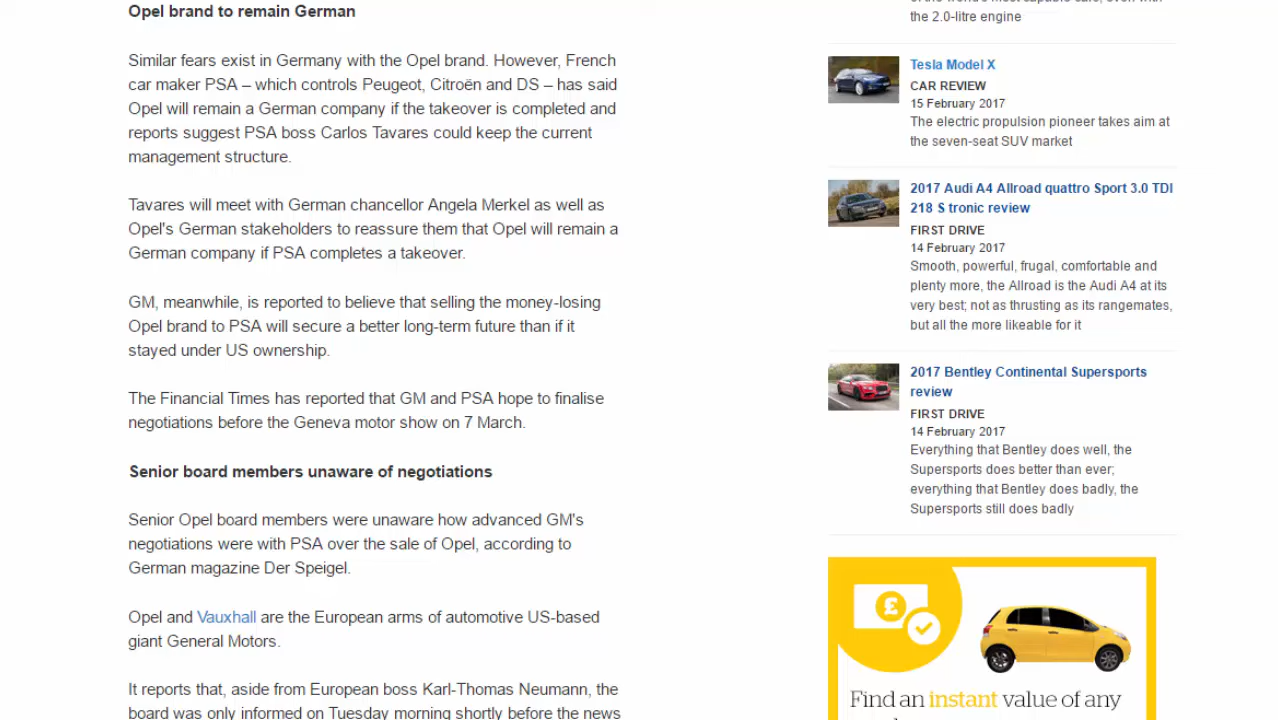 Opel brand to remain German
Similar fears exist in Germany with the Opel brand. However, French
car maker PSA – which controls Peugeot, Citroën and DS – has said
Opel will remain a German company if the takeover is completed and
reports suggest PSA boss Carlos Tavares could keep the current
management structure.
Tavares will meet with German chancellor Angela Merkel as well as
Opel's German stakeholders to reassure them that Opel will remain a
German company if PSA completes a takeover.
GM, meanwhile, is reported to believe that selling the money-losing
Opel brand to PSA will secure a better long-term future than if it
stayed under US ownership.
The Financial Times has reported that GM and PSA hope to finalise
negotiations before the Geneva motor show on 7 March.
Senior board members unaware of negotiations
Senior Opel board members were unaware how advanced GM's
negotiations were with PSA over the sale of Opel, according to
German magazine Der Speigel.
Opel and Vauxhall are the European arms of automotive US-based
giant General Motors.
It reports that, aside from European boss Karl-Thomas Neumann, the
board was only informed on Tuesday morning shortly before the news
the 2.0-litre engine
Tesla Model X
CAR REVIEW
15 February 2017
The electric propulsion pioneer takes aim at
the seven-seat SUV market
2017 Audi A4 Allroad quattro Sport 3.0 TDI
218 S tronic review
FIRST DRIVE
14 February 2017
Smooth, powerful, frugal, comfortable and
plenty more, the Allroad is the Audi A4 at its
very best; not as thrusting as its rangemates,
but all the more likeable for it
2017 Bentley Continental Supersports
review
FIRST DRIVE
14 February 2017
Everything that Bentley does well, the
Supersports does better than ever;
everything that Bentley does badly, the
Supersports still does badly
£
Find an instant value of any